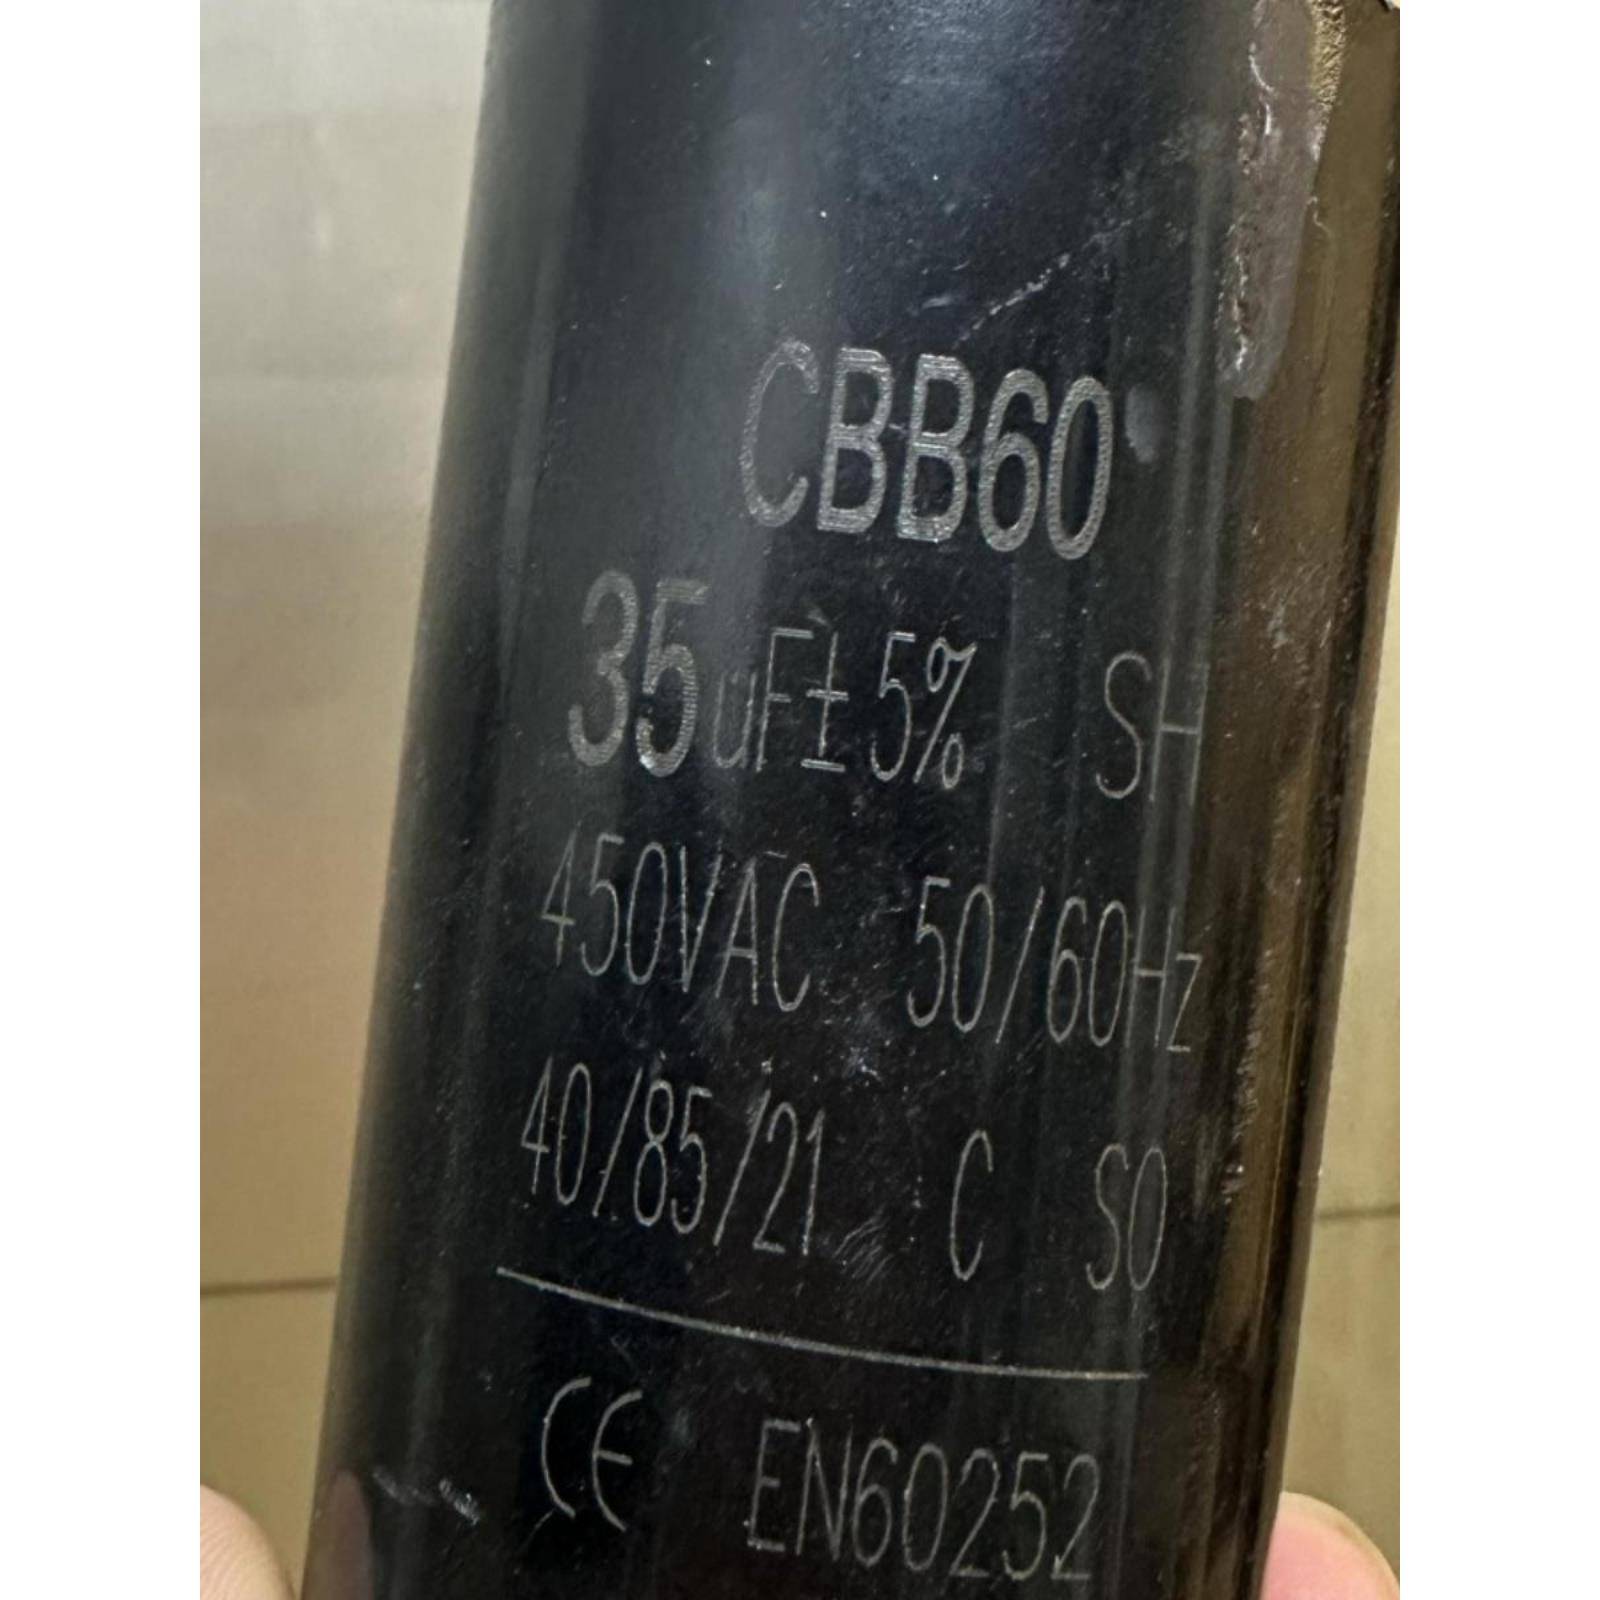 CBB60
35uF±5% SH
450VAC 50/60Hz
40/85/21 C S0
CE EN60252